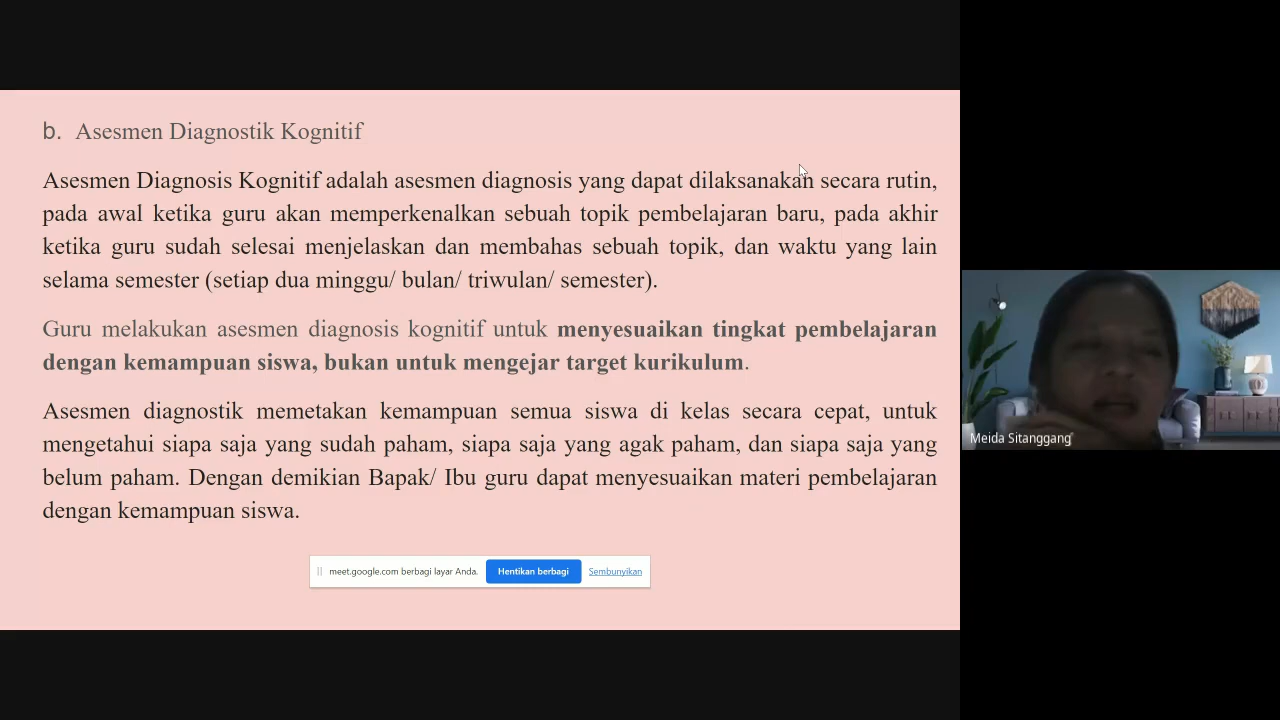 b. Asesmen Diagnostik Kognitif
Asesmen Diagnosis Kognitif adalah asesmen diagnosis yang dapat dilaksanakan secara rutin,
pada awal ketika guru akan memperkenalkan sebuah topik pembelajaran baru, pada akhir
ketika guru sudah selesai menjelaskan dan membahas sebuah topik, dan waktu yang lain
selama semester (setiap dua minggu/ bulan/ triwulan/ semester).
Guru melakukan asesmen diagnosis kognitif untuk menyesuaikan tingkat pembelajaran
dengan kemampuan siswa, bukan untuk mengejar target kurikulum.
Asesmen diagnostik memetakan kemampuan semua siswa di kelas secara cepat, untuk
mengetahui siapa saja yang sudah paham, siapa saja yang agak paham, dan siapa saja yang
belum paham. Dengan demikian Bapak/ Ibu guru dapat menyesuaikan materi pembelajaran
dengan kemampuan siswa.
meet.google.com berbagi layar Anda. Hentikan berbagi Sembunyikan
Meida Sitanggang